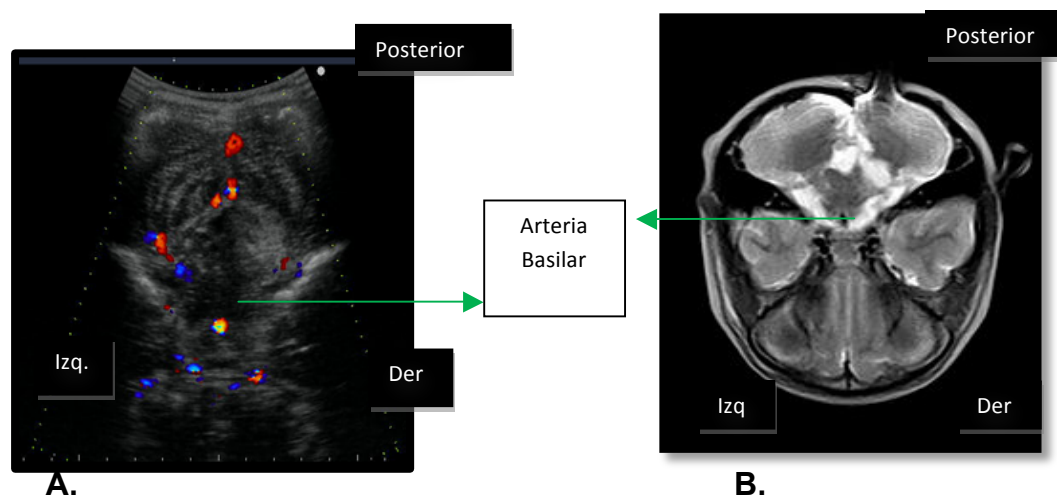 Posterior
Posterior
Arteria
Basilar
Izq.
Der
Izq
Der
A.
B.